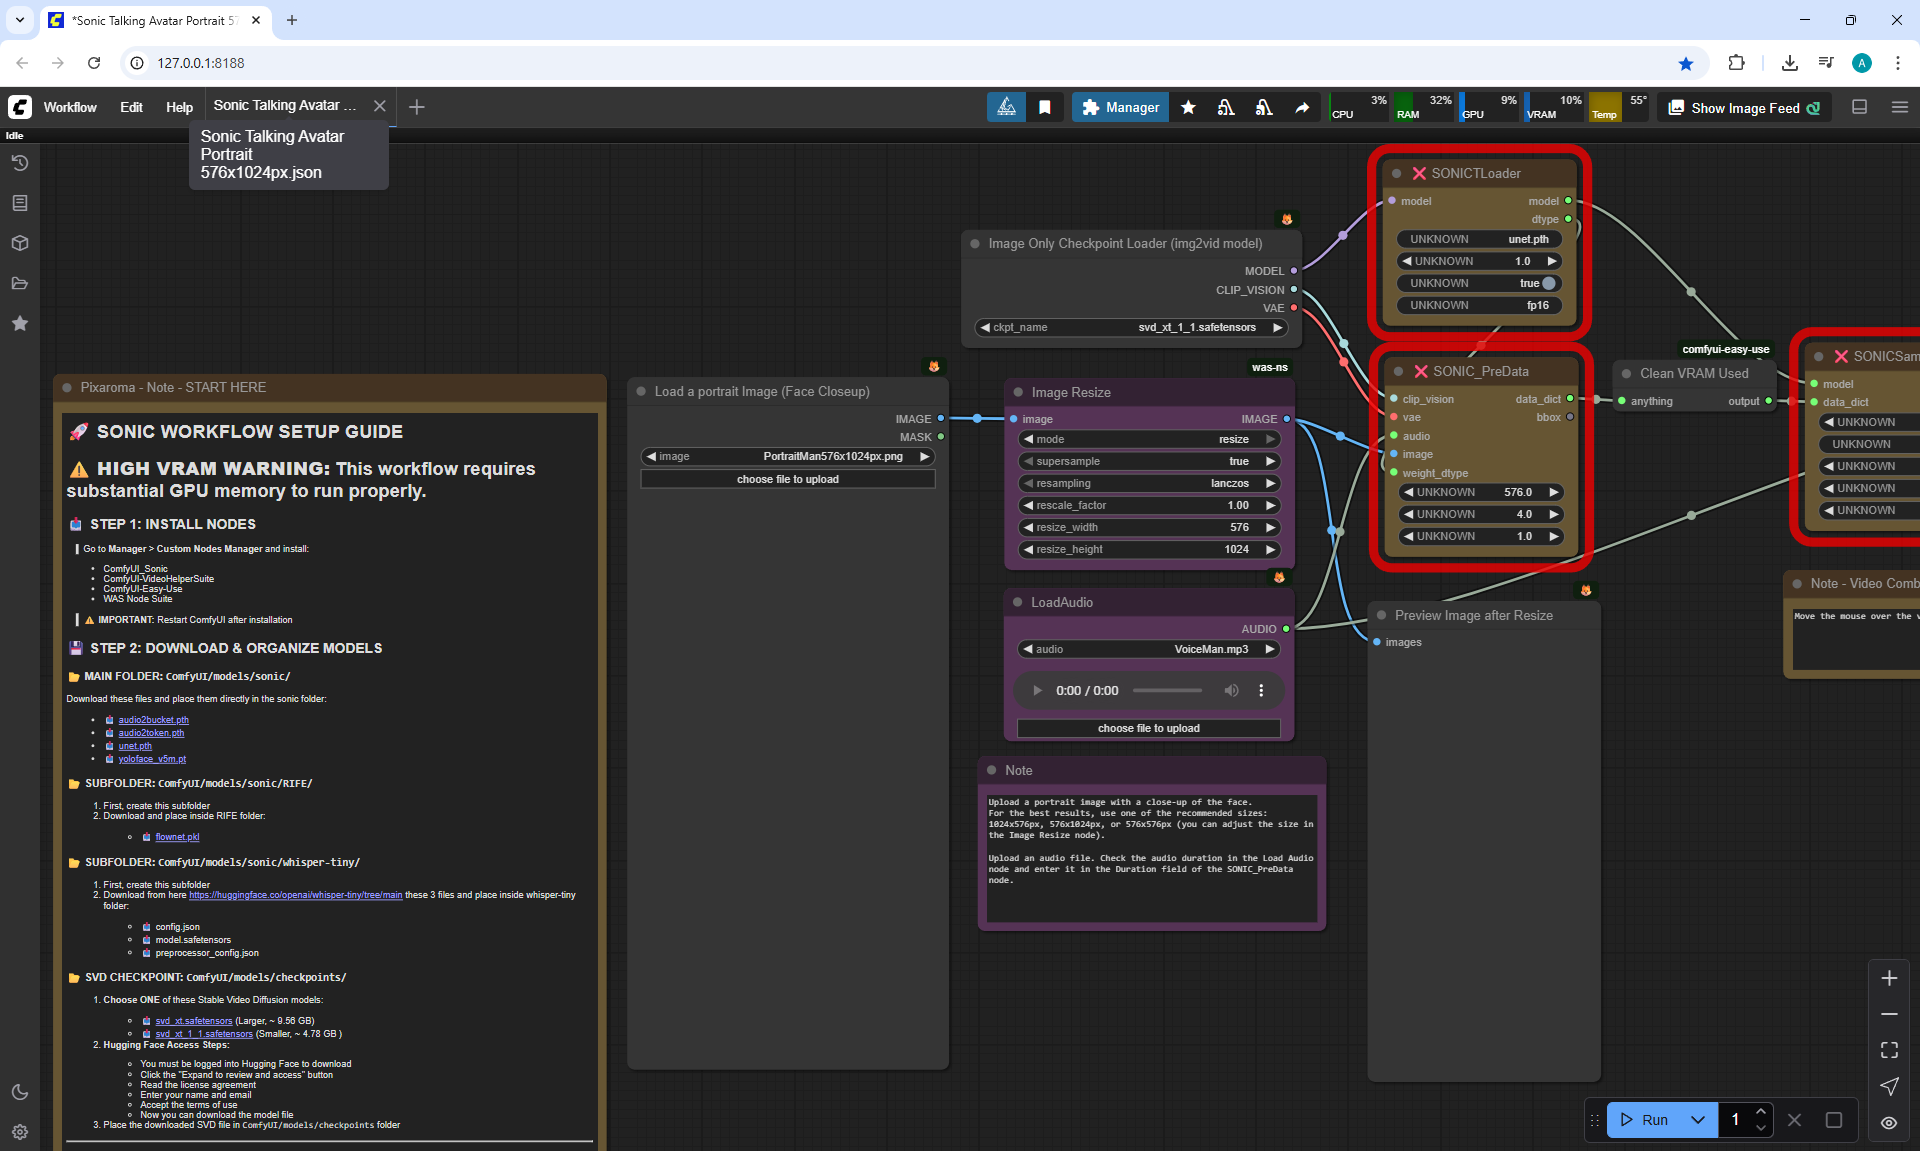 *Sonic Talking Avatar Portrait 57
127.0.0.1:8188
A
Workflow
Edit
Help
Sonic Talking Avatar ...
Manager
CPU
3%
RAM
32%
GPU
9%
VRAM
10%
Temp
55°
Show Image Feed
Idle
Sonic Talking Avatar
Portrait
576x1024px.json
Pixaroma - Note - START HERE
SONIC WORKFLOW SETUP GUIDE
HIGH VRAM WARNING: This workflow requires
substantial GPU memory to run properly.
STEP 1: INSTALL NODES
Go to Manager > Custom Nodes Manager and install:
ComfyUI_Sonic
ComfyUI-VideoHelperSuite
ComfyUI-Easy-Use
WAS Node Suite
IMPORTANT: Restart ComfyUI after installation
STEP 2: DOWNLOAD & ORGANIZE MODELS
MAIN FOLDER: ComfyUI/models/sonic/
Download these files and place them directly in the sonic folder:
audio2bucket.pth
audio2token.pth
unet.pth
yoloface_v5m.pt
SUBFOLDER: ComfyUI/models/sonic/RIFE/
1. First, create this subfolder
2. Download and place inside RIFE folder:
flownet.pkl
SUBFOLDER: ComfyUI/models/sonic/whisper-tiny/
1. First, create this subfolder
2. Download from here https://huggingface.co/openai/whisper-tiny/tree/main these 3 files and place inside whisper-tiny
folder:
config.json
model.safetensors
preprocessor_config.json
SVD CHECKPOINT: ComfyUI/models/checkpoints/
1. Choose ONE of these Stable Video Diffusion models:
svd_xt.safetensors (Larger, ~ 9.56 GB)
svd_xt_1_1.safetensors (Smaller, ~ 4.78 GB )
2. Hugging Face Access Steps:
You must be logged into Hugging Face to download
Click the "Expand to review and access" button
Read the license agreement
Enter your name and email
Accept the terms of use
Now you can download the model file
3. Place the downloaded SVD file in ComfyUI/models/checkpoints folder
Load a portrait Image (Face Closeup)
IMAGE
MASK
image
PortraitMan576x1024px.png
choose file to upload
Image Only Checkpoint Loader (img2vid model)
MODEL
CLIP_VISION
VAE
ckpt_name
svd_xt_1_1.safetensors
was-ns
Image Resize
image
IMAGE
mode
resize
supersample
true
resampling
lanczos
rescale_factor
1.00
resize_width
576
resize_height
1024
LoadAudio
AUDIO
audio
VoiceMan.mp3
0:00 / 0:00
choose file to upload
Note
Upload a portrait image with a close-up of the face.
For the best results, use one of the recommended sizes:
1024x576px, 576x1024px, or 576x576px (you can adjust the size in
the Image Resize node).
Upload an audio file. Check the audio duration in the Load Audio
node and enter it in the Duration field of the SONIC_PreData
node.
SONICTLoader
model
model
dtype
UNKNOWN
unet.pth
UNKNOWN
1.0
UNKNOWN
true
UNKNOWN
fp16
SONIC_PreData
clip_vision
data_dict
vae
bbox
audio
image
weight_dtype
UNKNOWN
576.0
UNKNOWN
4.0
UNKNOWN
1.0
Preview Image after Resize
images
comfyui-easy-use
Clean VRAM Used
anything
output
SONICSam
model
data_dict
UNKNOWN
UNKNOWN
UNKNOWN
UNKNOWN
UNKNOWN
Note - Video Comb
Move the mouse over the v
Run
1